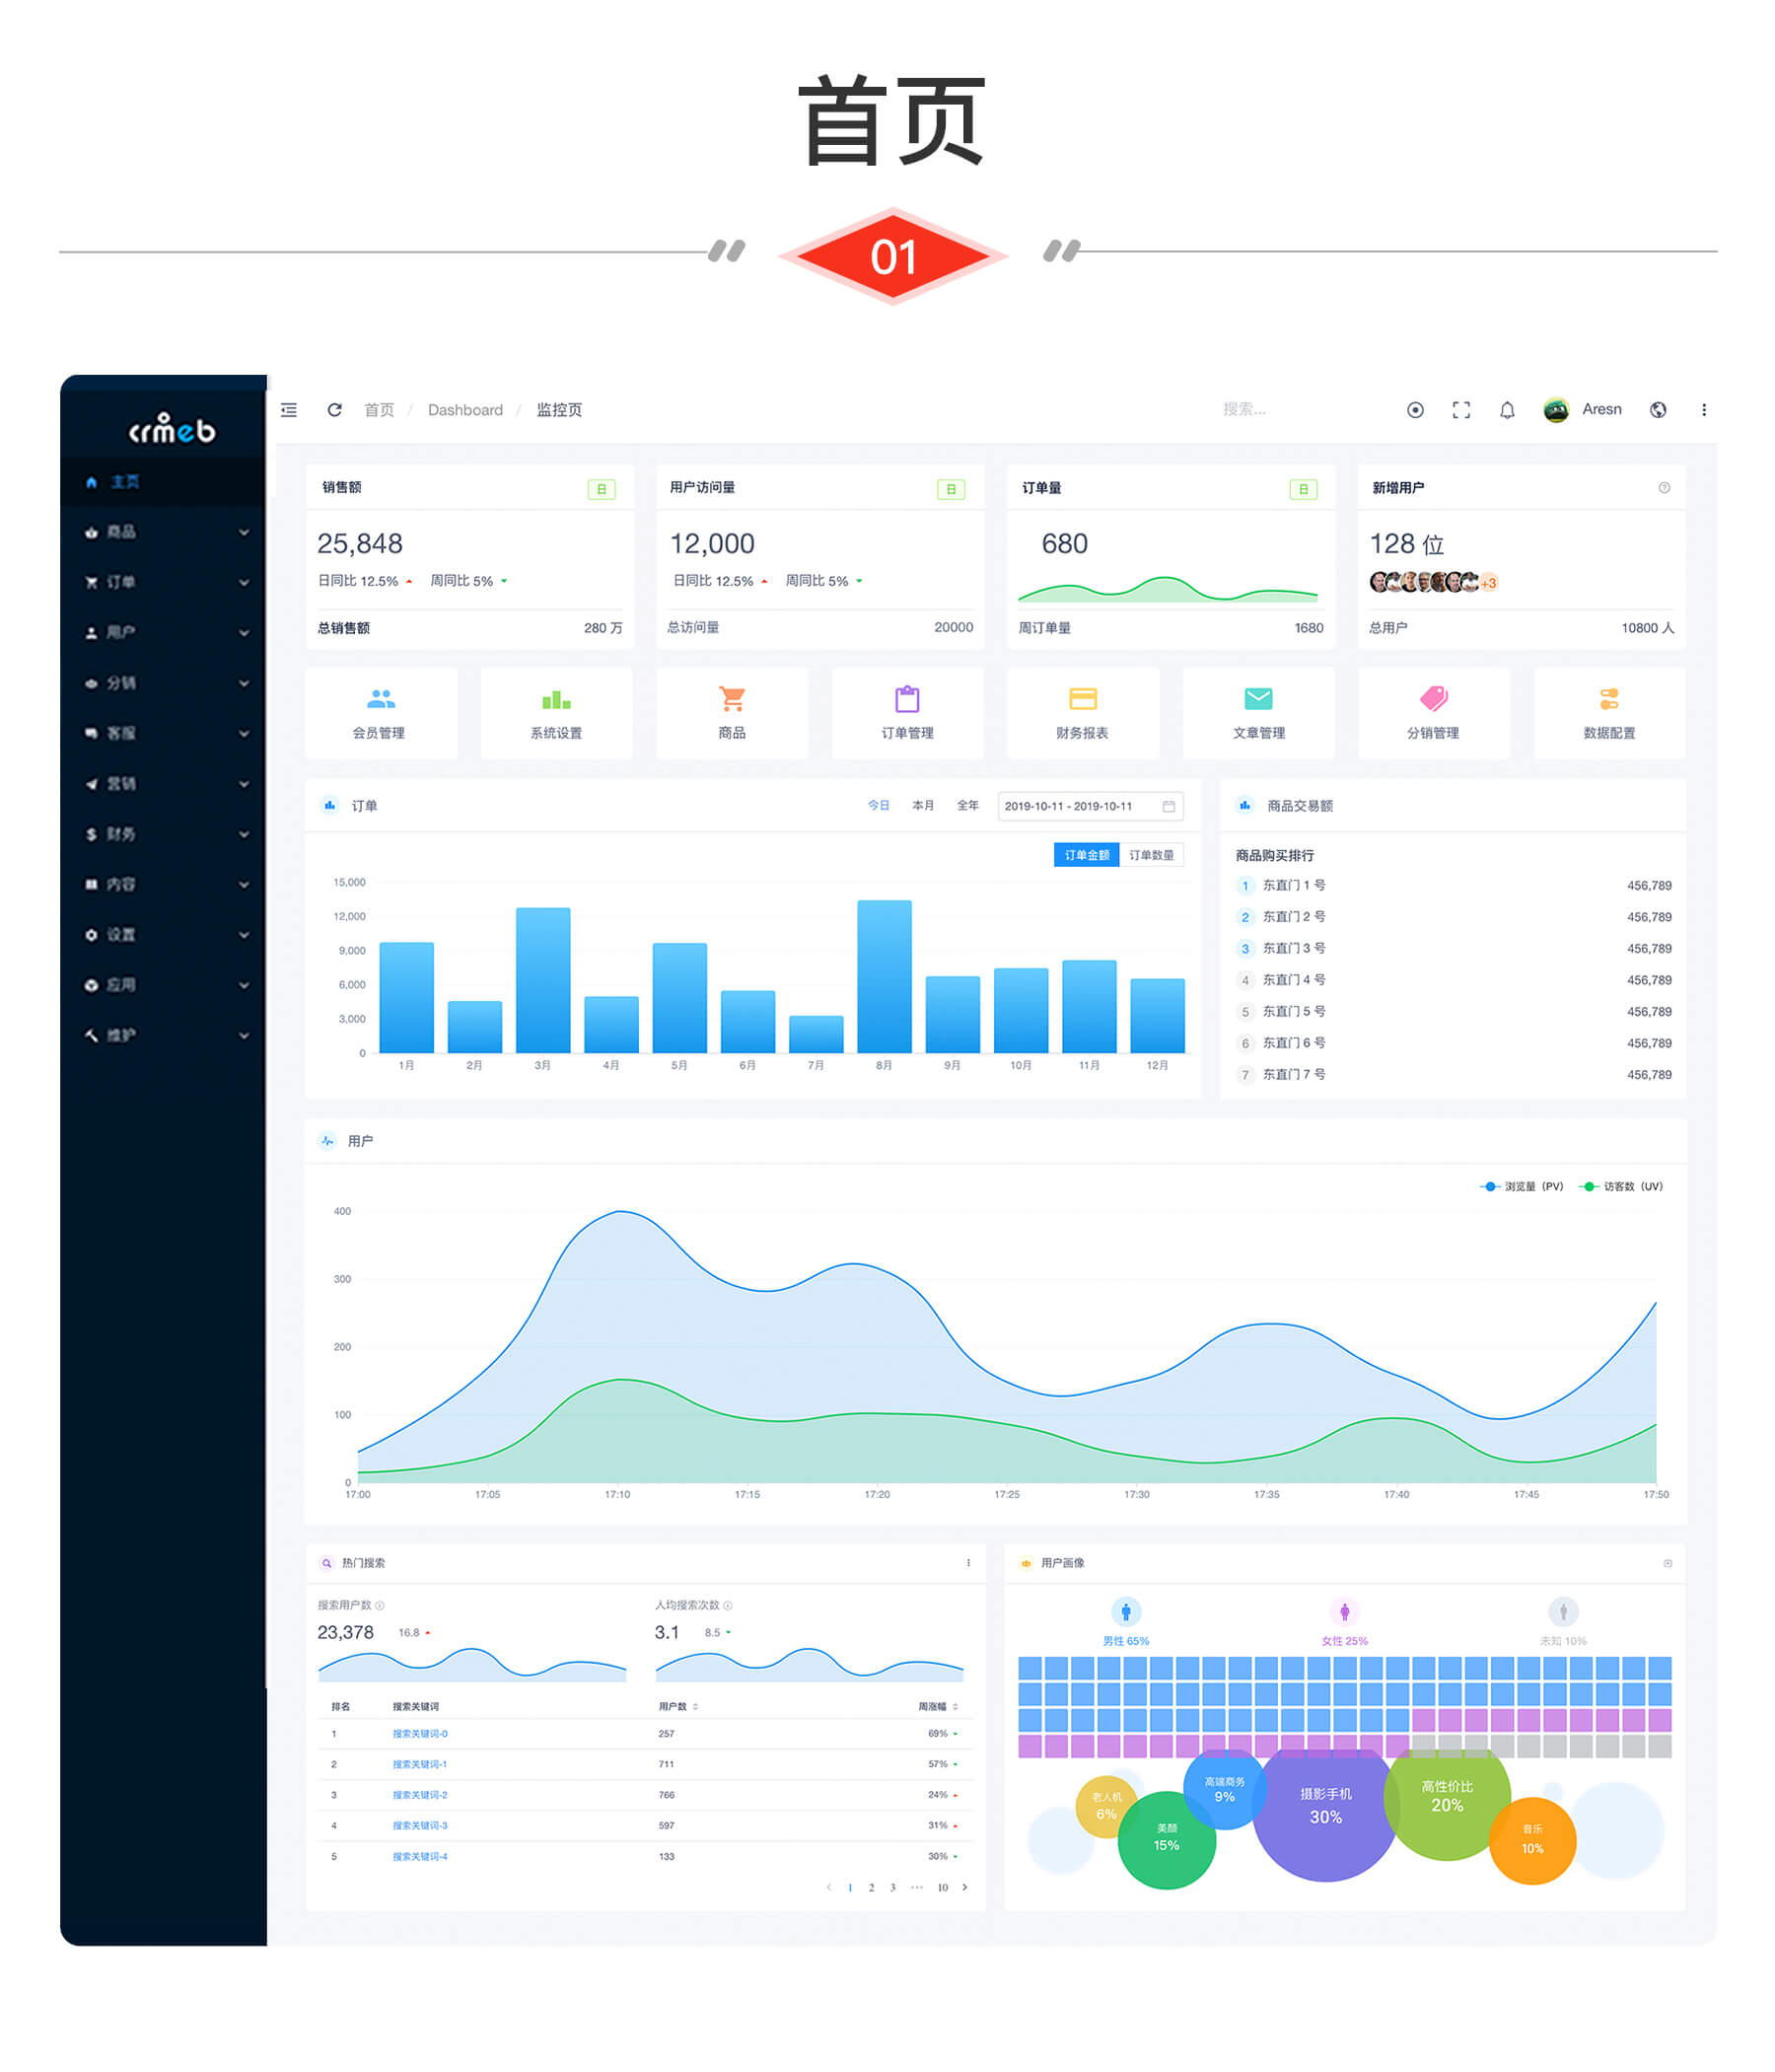 首页
01
crmeb
主页
商品
订单
用户
分销
客服
营销
财务
内容
设置
应用
维护
首页 / Dashboard / 监控页
搜索...
Aresn
销售额 日
25,848
日同比 12.5% 周同比 5%
总销售额 280 万
用户访问量 日
12,000
日同比 12.5% 周同比 5%
总访问量 20000
订单量 日
680
周订单量 1680
新增用户
128 位
+3
总用户 10800 人
会员管理 系统设置 商品 订单管理 财务报表 文章管理 分销管理 数据配置
订单 今日 本月 全年 2019-10-11 - 2019-10-11
订单金额 订单数量
15,000
12,000
9,000
6,000
3,000
0
1月 2月 3月 4月 5月 6月 7月 8月 9月 10月 11月 12月
商品交易额
商品购买排行
1 东直门 1 号 456,789
2 东直门 2 号 456,789
3 东直门 3 号 456,789
4 东直门 4 号 456,789
5 东直门 5 号 456,789
6 东直门 6 号 456,789
7 东直门 7 号 456,789
用户
浏览量（PV） 访客数（UV）
400
300
200
100
0
17:00 17:05 17:10 17:15 17:20 17:25 17:30 17:35 17:40 17:45 17:50
热门搜索
搜索用户数
23,378 16.8
人均搜索次数
3.1 8.5
排名 搜索关键词 用户数 周涨幅
1 搜索关键词-0 257 69%
2 搜索关键词-1 711 57%
3 搜索关键词-2 766 24%
4 搜索关键词-3 597 31%
5 搜索关键词-4 133 30%
1 2 3 ••• 10
用户画像
男性 65% 女性 25% 未知 10%
老人机
6%
美颜
15%
高端商务
9%
摄影手机
30%
高性价比
20%
音乐
10%